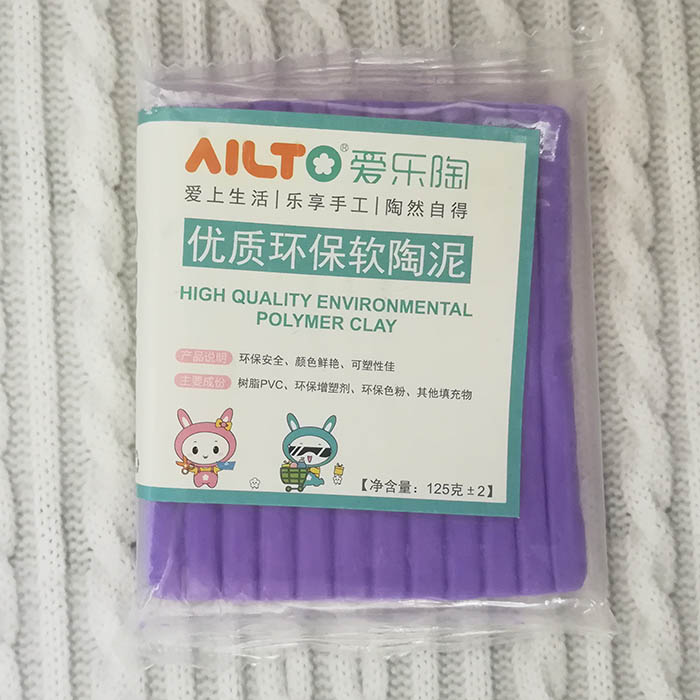 AILTO® 爱乐陶
爱上生活|乐享手工|陶然自得
优质环保软陶泥
HIGH QUALITY ENVIRONMENTAL
POLYMER CLAY
产品说明 环保安全、颜色鲜艳、可塑性佳
主要成份 树脂PVC、环保增塑剂、环保色粉、其他填充物
【净含量：125克±2】